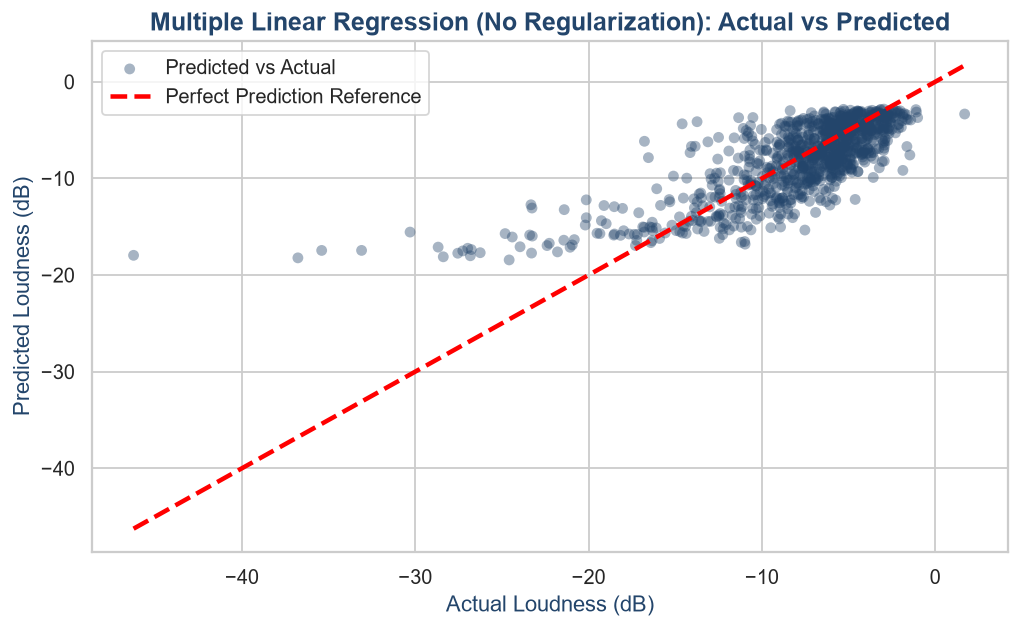 Multiple Linear Regression (No Regularization): Actual vs Predicted
Predicted vs Actual
Perfect Prediction Reference
Predicted Loudness (dB)
0
−10
−20
−30
−40
−40
−30
−20
−10
0
Actual Loudness (dB)